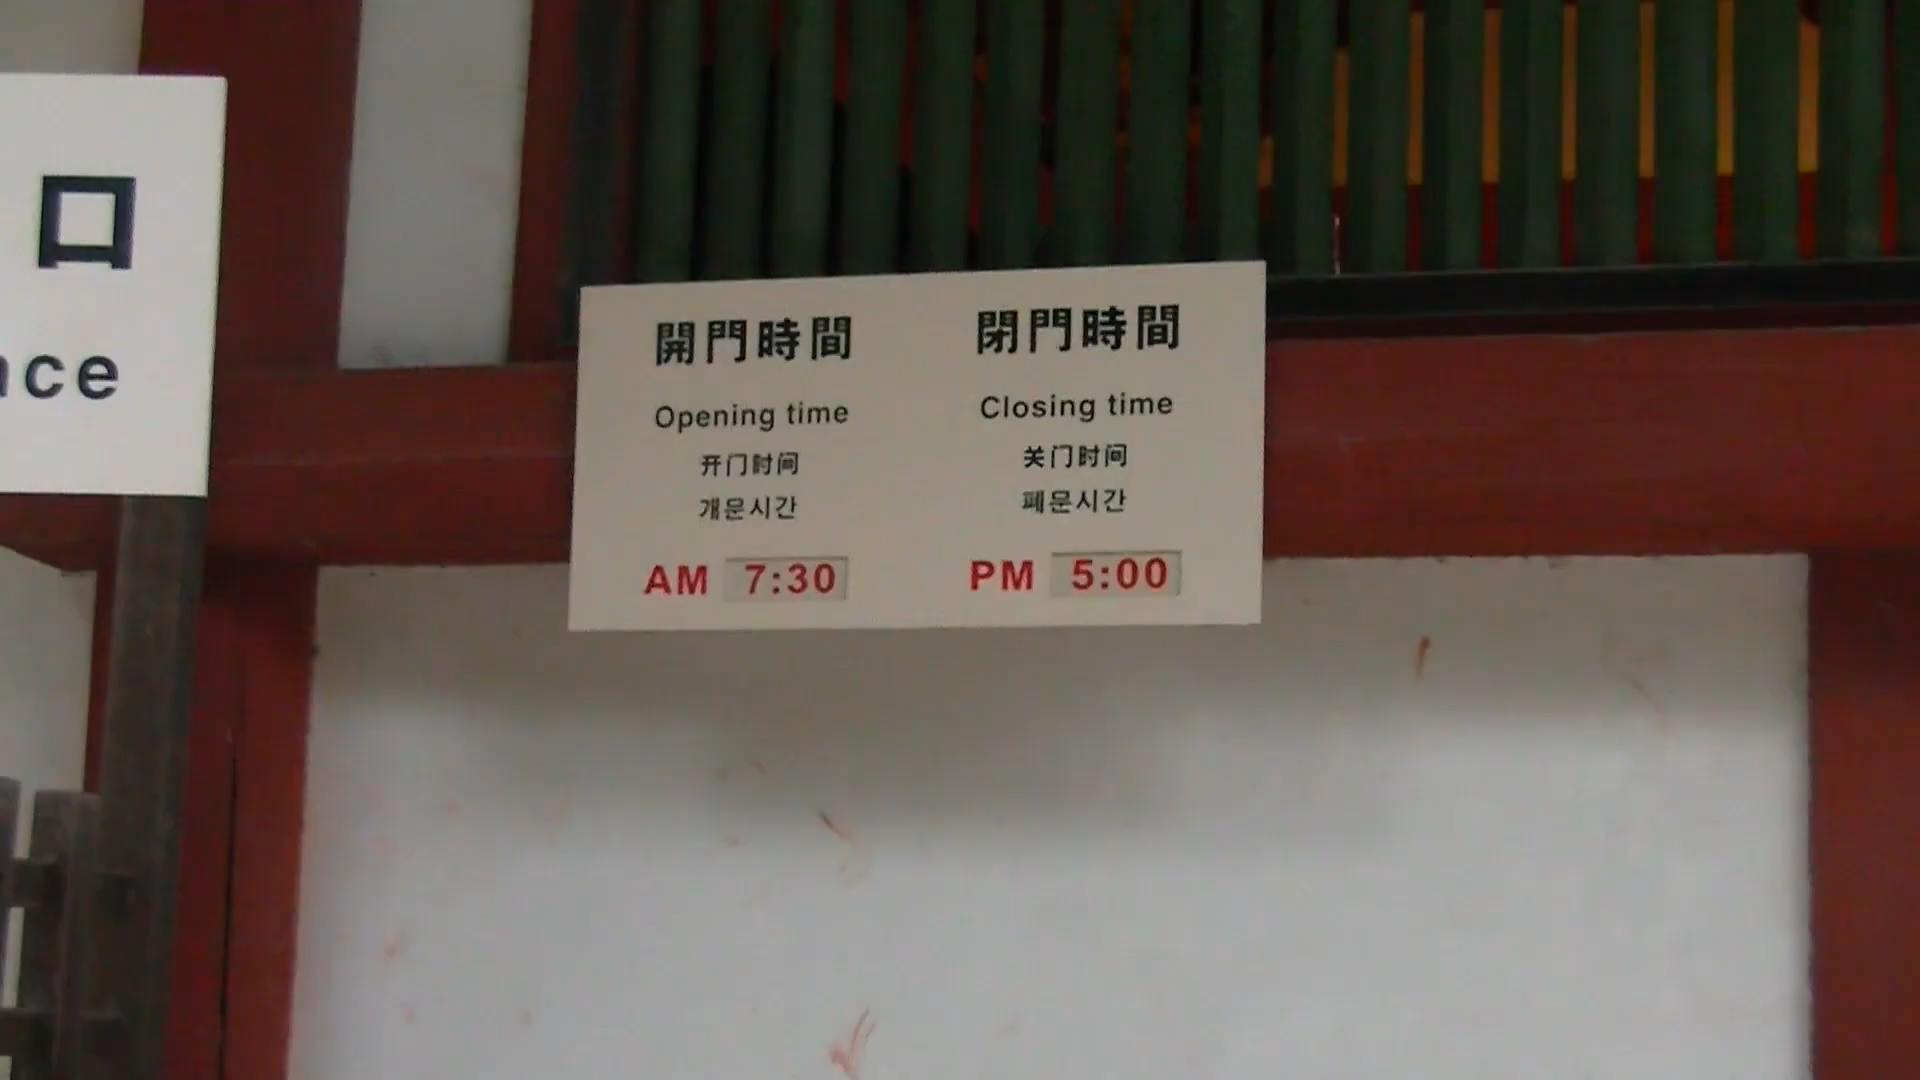 口
nce
開門時間
Opening time
开门时间
개문시간
AM 7:30
閉門時間
Closing time
关门时间
폐문시간
PM 5:00